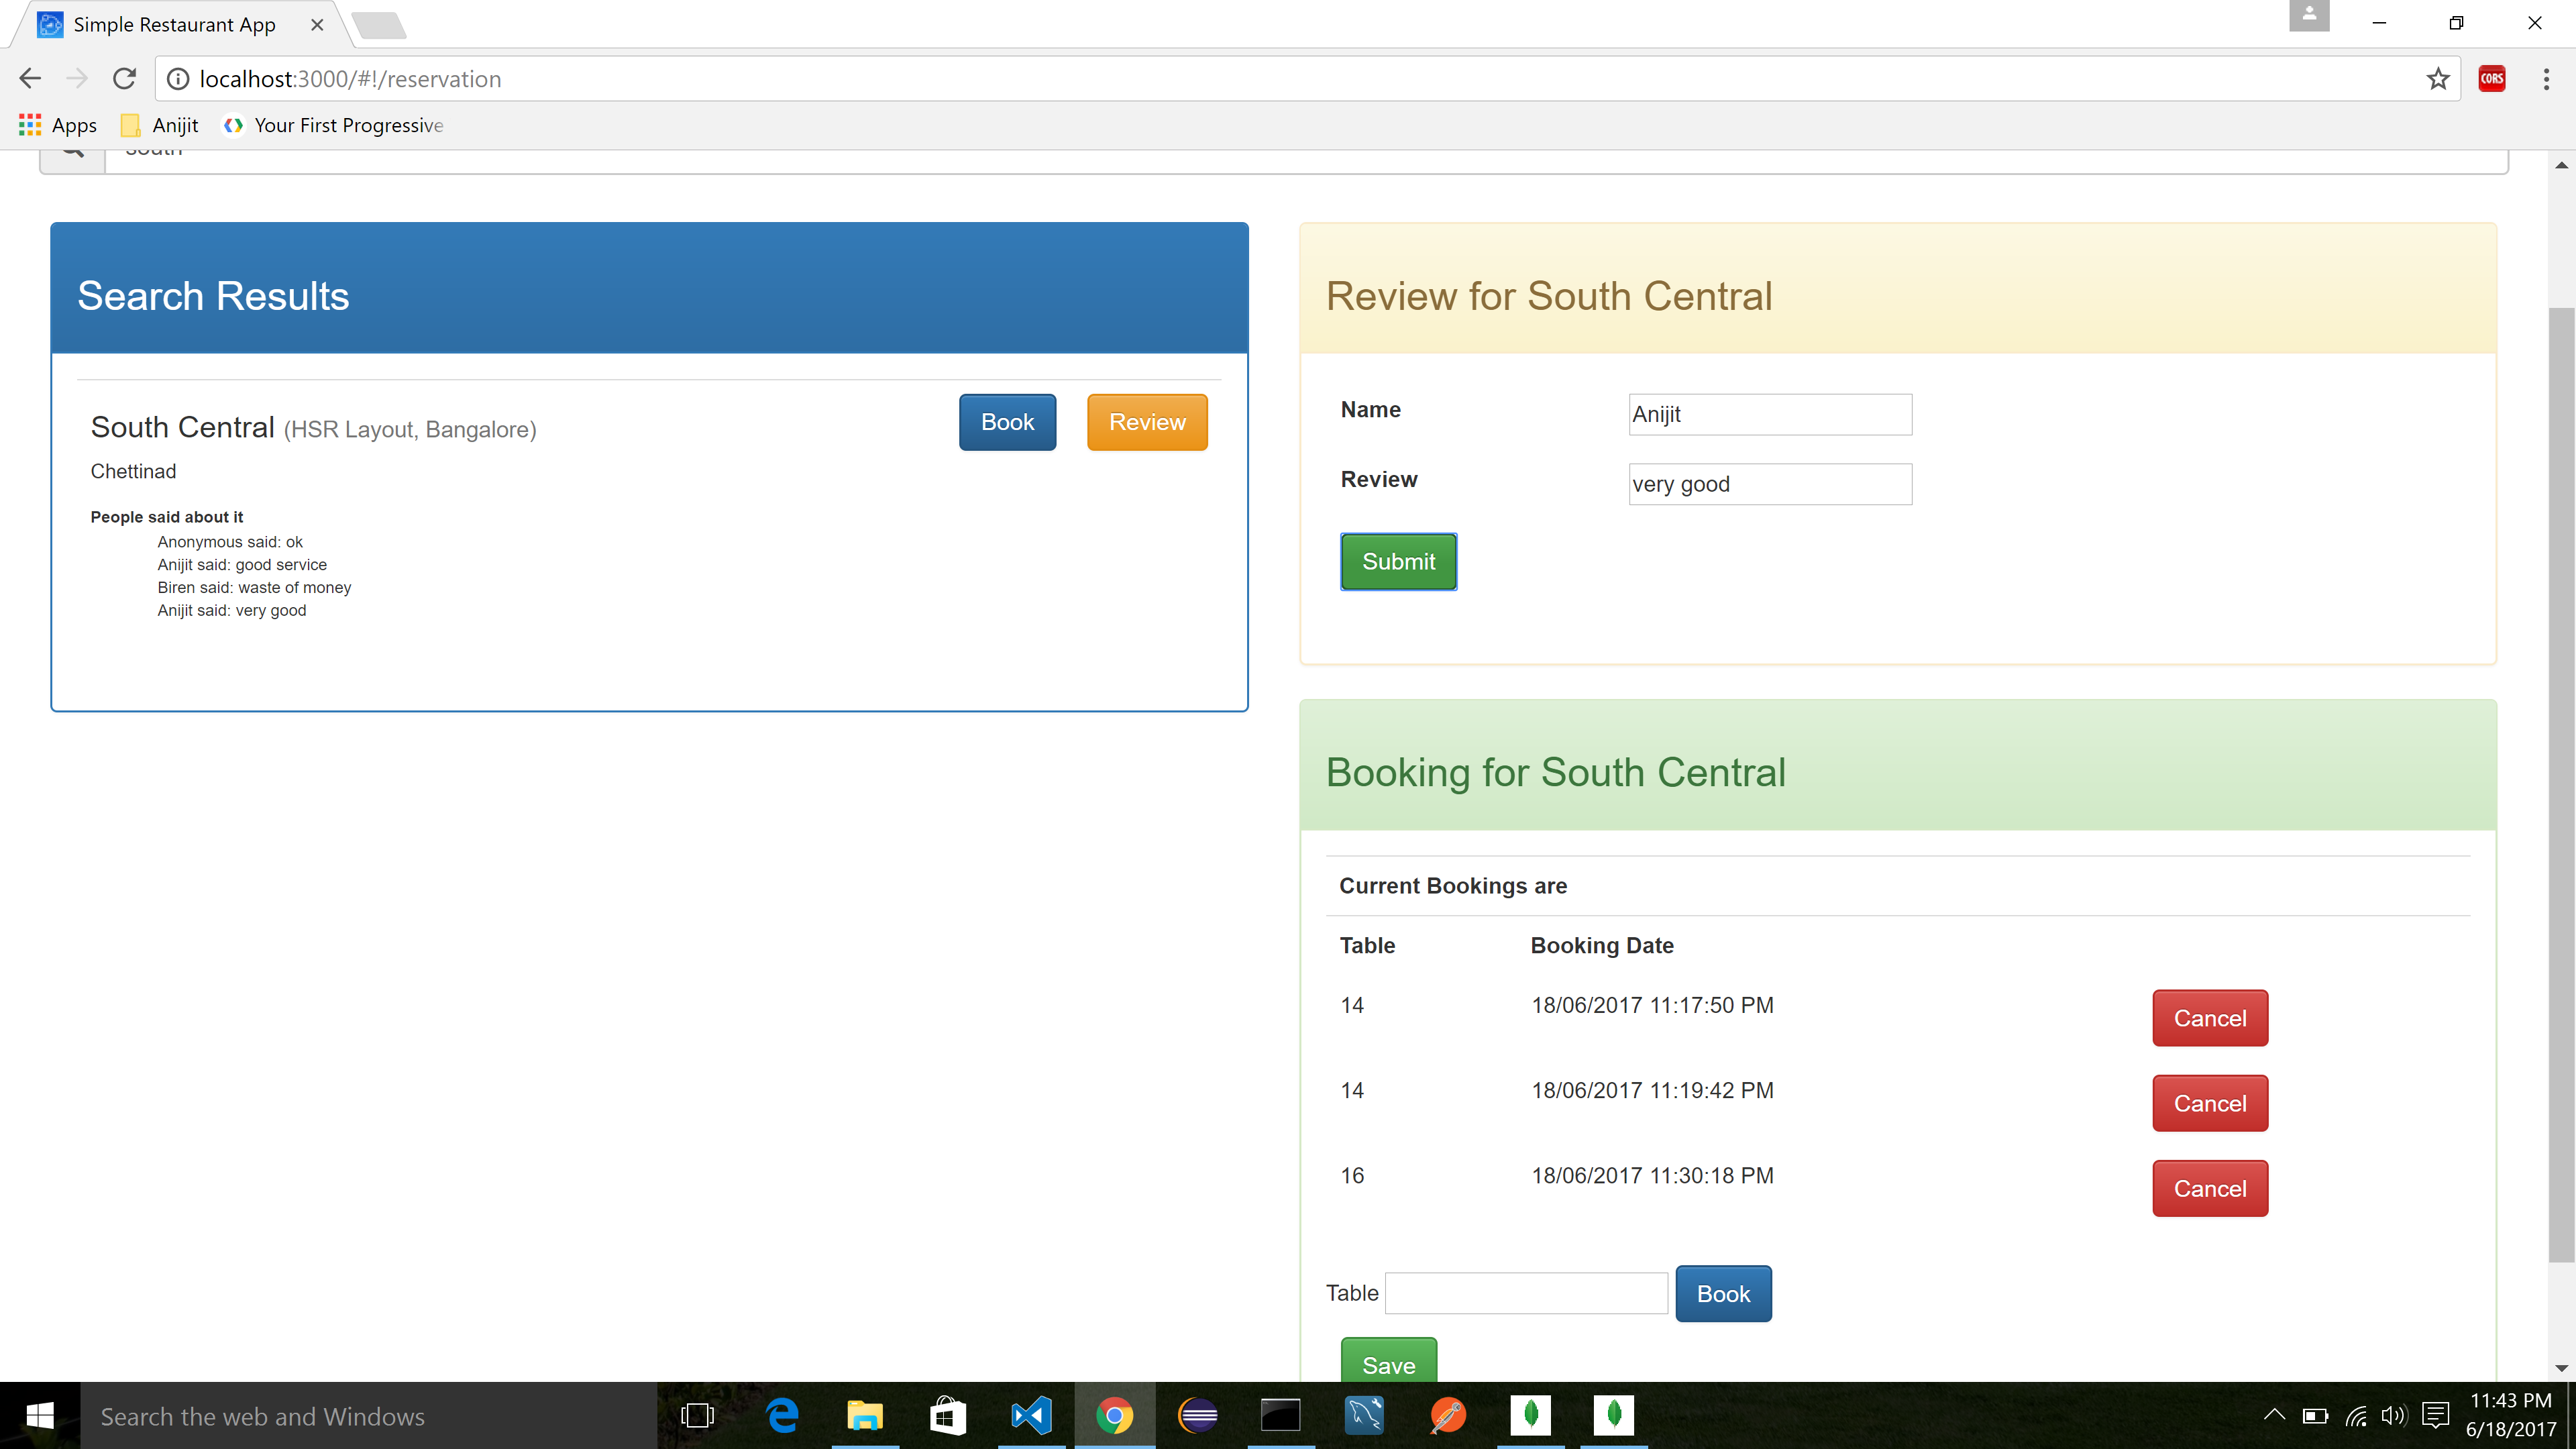 Simple Restaurant App
localhost:3000/#!/reservation
CORS
Apps
Anijit
Your First Progressive
south
Search Results
South Central (HSR Layout, Bangalore)
Book
Review
Chettinad
People said about it
Anonymous said: ok
Anijit said: good service
Biren said: waste of money
Anijit said: very good
Review for South Central
Name
Anijit
Review
very good
Submit
Booking for South Central
Current Bookings are
Table Booking Date
14 18/06/2017 11:17:50 PM Cancel
14 18/06/2017 11:19:42 PM Cancel
16 18/06/2017 11:30:18 PM Cancel
Table Book
Save
Search the web and Windows
11:43 PM
6/18/2017